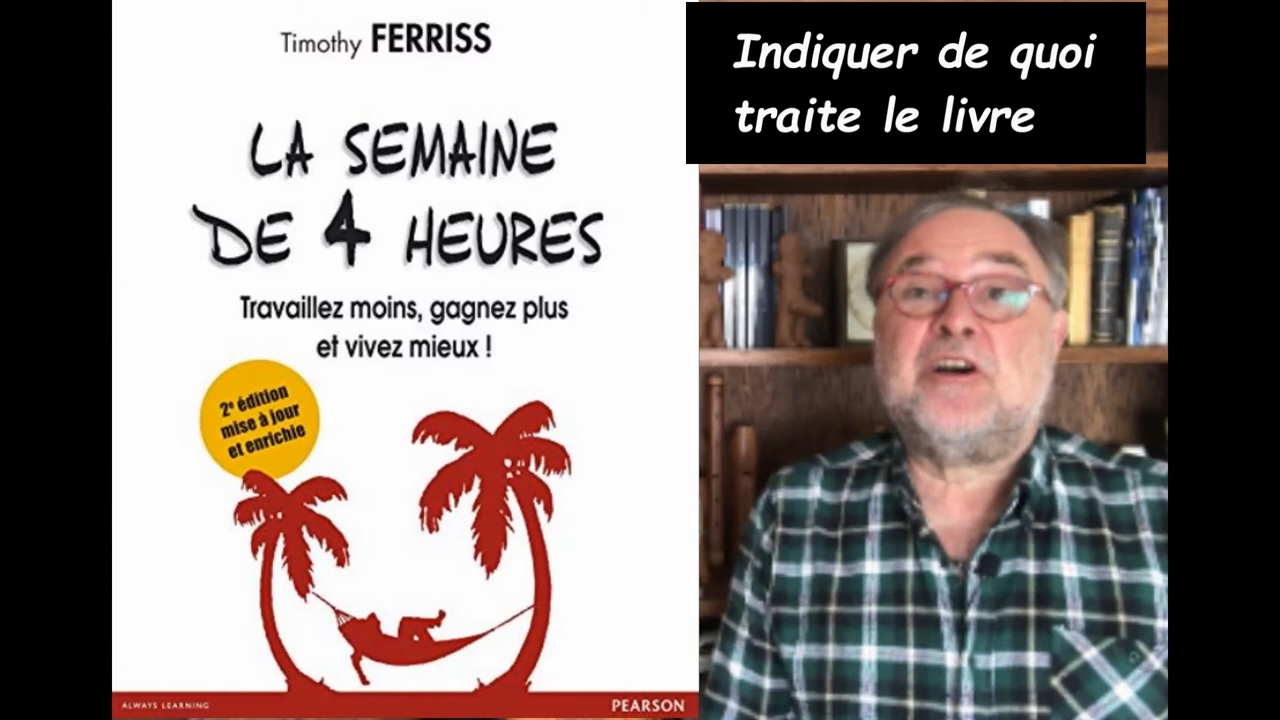 Timothy FERRISS
LA SEMAINE
DE 4 HEURES
Travaillez moins, gagnez plus
et vivez mieux !
2e édition
mise à jour
et enrichie
ALWAYS LEARNING
PEARSON
Indiquer de quoi
traite le livre